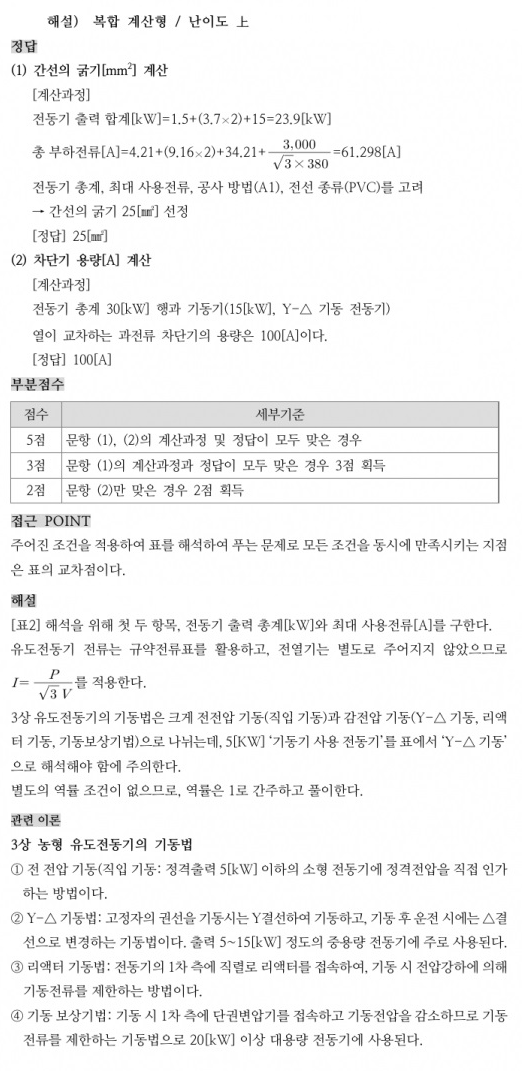 해설) 복합 계산형 / 난이도 上
정답
(1) 간선의 굵기[mm²] 계산
[계산과정]
전동기 출력 합계[kW]=1.5+(3.7×2)+15=23.9[kW]
총 부하전류[A]=4.21+(9.16×2)+34.21+3,000/(√3×380)=61.298[A]
전동기 총계, 최대 사용전류, 공사 방법(A1), 전선 종류(PVC)를 고려
→ 간선의 굵기 25[㎟] 선정
[정답] 25[㎟]
(2) 차단기 용량[A] 계산
[계산과정]
전동기 총계 30[kW] 행과 기동기(15[kW], Y-△ 기동 전동기)
열이 교차하는 과전류 차단기의 용량은 100[A]이다.
[정답] 100[A]
부분점수
점수 세부기준
5점 문항 (1), (2)의 계산과정 및 정답이 모두 맞은 경우
3점 문항 (1)의 계산과정과 정답이 모두 맞은 경우 3점 획득
2점 문항 (2)만 맞은 경우 2점 획득
접근 POINT
주어진 조건을 적용하여 표를 해석하여 푸는 문제로 모든 조건을 동시에 만족시키는 지점
은 표의 교차점이다.
해설
[표2] 해석을 위해 첫 두 항목, 전동기 출력 총계[kW]와 최대 사용전류[A]를 구한다.
유도전동기 전류는 규약전류표를 활용하고, 전열기는 별도로 주어지지 않았으므로
I=P/(√3 V)를 적용한다.
3상 유도전동기의 기동법은 크게 전전압 기동(직입 기동)과 감전압 기동(Y-△ 기동, 리액
터 기동, 기동보상기법)으로 나뉘는데, 5[KW] ‘기동기 사용 전동기’를 표에서 ‘Y-△ 기동’
으로 해석해야 함에 주의한다.
별도의 역률 조건이 없으므로, 역률은 1로 간주하고 풀이한다.
관련 이론
3상 농형 유도전동기의 기동법
① 전 전압 기동(직입 기동: 정격출력 5[kW] 이하의 소형 전동기에 정격전압을 직접 인가
하는 방법이다.
② Y-△ 기동법: 고정자의 권선을 기동시는 Y결선하여 기동하고, 기동 후 운전 시에는 △결
선으로 변경하는 기동법이다. 출력 5~15[kW] 정도의 중용량 전동기에 주로 사용된다.
③ 리액터 기동법: 전동기의 1차 측에 직렬로 리액터를 접속하여, 기동 시 전압강하에 의해
기동전류를 제한하는 방법이다.
④ 기동 보상기법: 기동 시 1차 측에 단권변압기를 접속하고 기동전압을 감소하므로 기동
전류를 제한하는 기동법으로 20[kW] 이상 대용량 전동기에 사용된다.